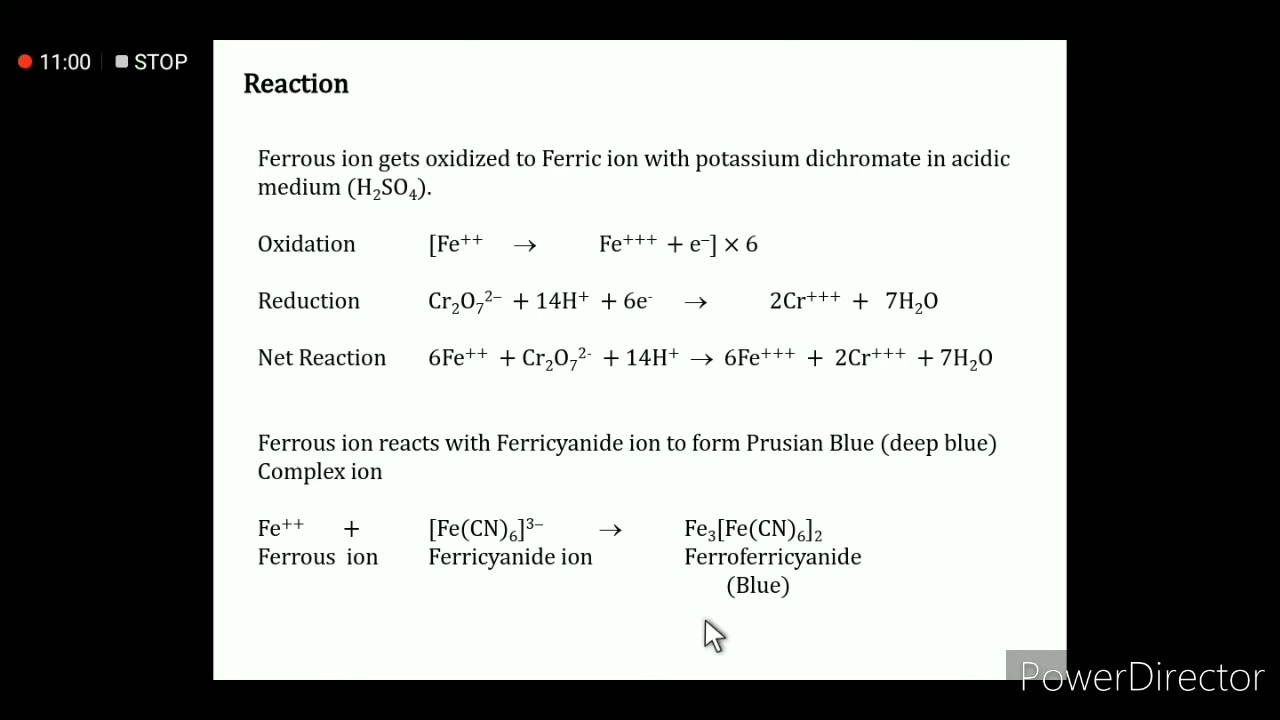 11:00 STOP
Reaction
Ferrous ion gets oxidized to Ferric ion with potassium dichromate in acidic
medium (H₂SO₄).
Oxidation [Fe⁺⁺ → Fe⁺⁺⁺ + e⁻] × 6
Reduction Cr₂O₇²⁻ + 14H⁺ + 6e⁻ → 2Cr⁺⁺⁺ + 7H₂O
Net Reaction 6Fe⁺⁺ + Cr₂O₇²⁻ + 14H⁺ → 6Fe⁺⁺⁺ + 2Cr⁺⁺⁺ + 7H₂O
Ferrous ion reacts with Ferricyanide ion to form Prusian Blue (deep blue)
Complex ion
Fe⁺⁺ + [Fe(CN)₆]³⁻ → Fe₃[Fe(CN)₆]₂
Ferrous ion Ferricyanide ion Ferroferricyanide
(Blue)
PowerDirector